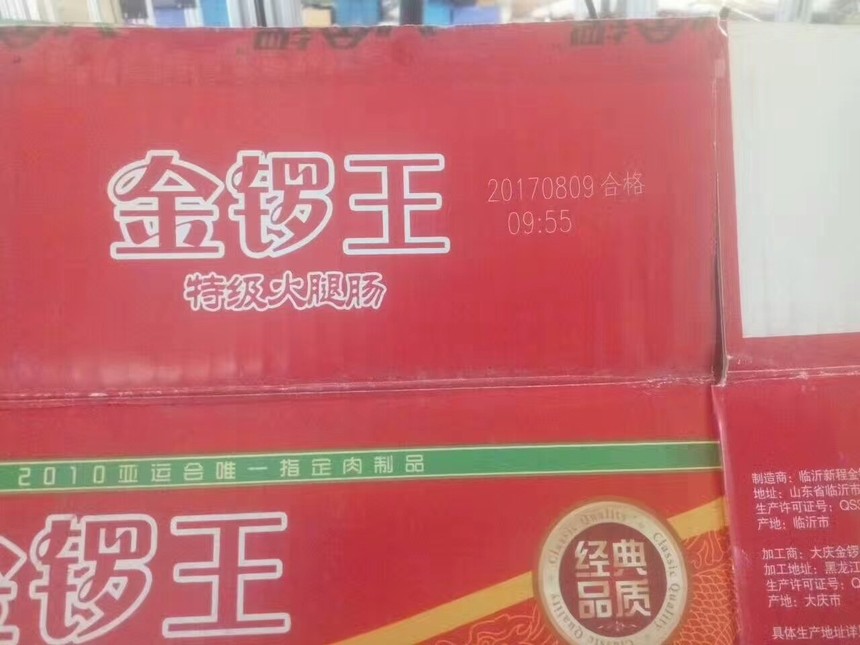 金锣王
特级火腿肠
20170809 合格
09:55
2010亚运会唯一指定肉制品
锣王
Classic Quality
Classic Quality
Classic Quality
经典
品质
制造商：临沂新程金
地址：山东省临沂市
生产许可证号：QS
产地：临沂市
加工商：大庆金锣
加工地址：黑龙江
生产许可证号：Q
产地：大庆市
具体生产地址详